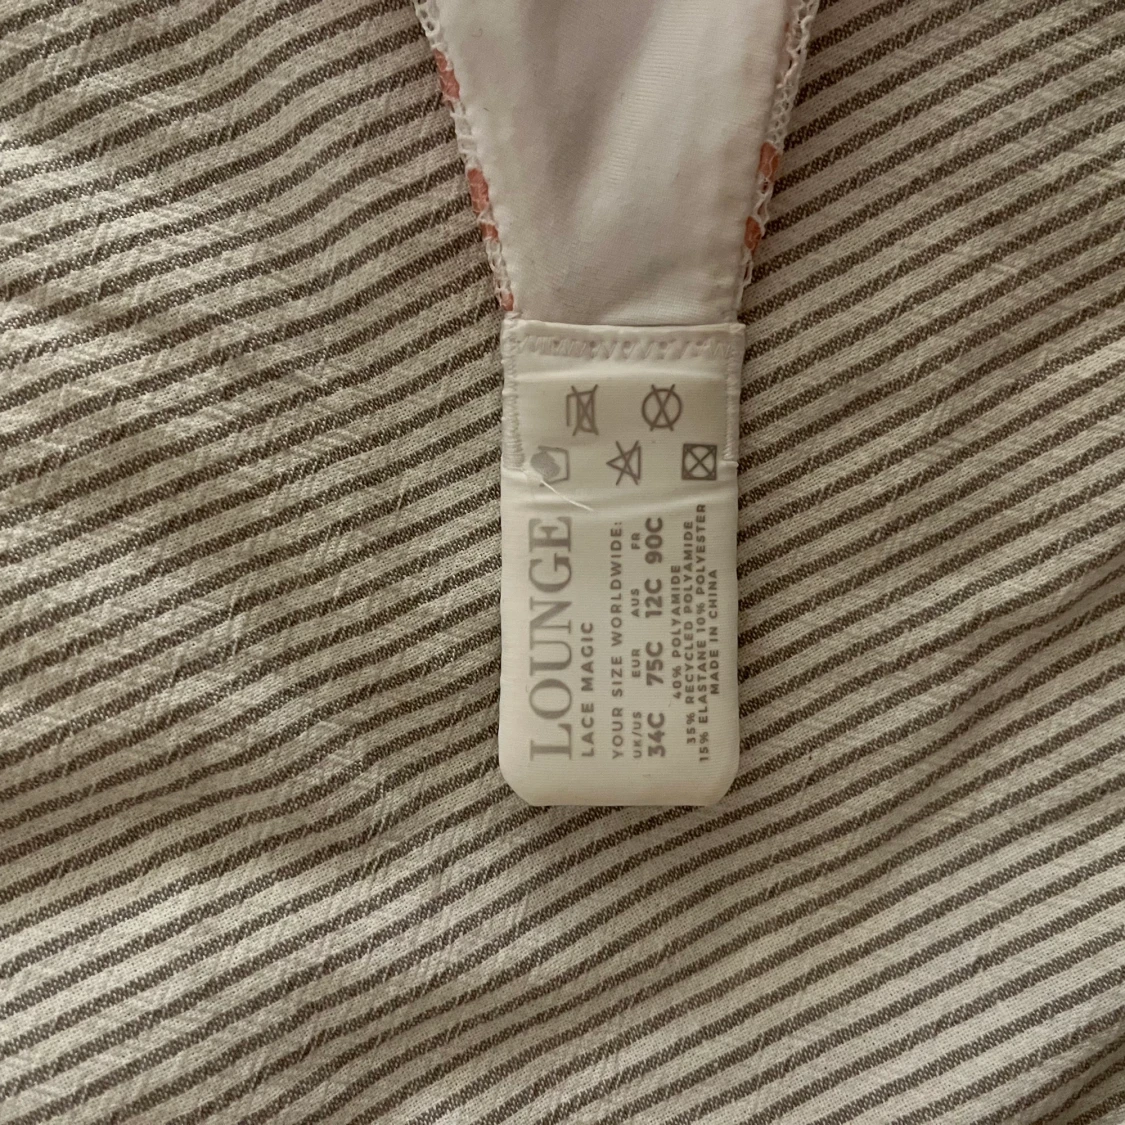 LOUNGE
LACE MAGIC
YOUR SIZE WORLDWIDE:
UK/US EUR AUS FR
34C 75C 12C 90C
40% POLYAMIDE
35% RECYCLED POLYAMIDE
15% ELASTANE 10% POLYESTER
MADE IN CHINA